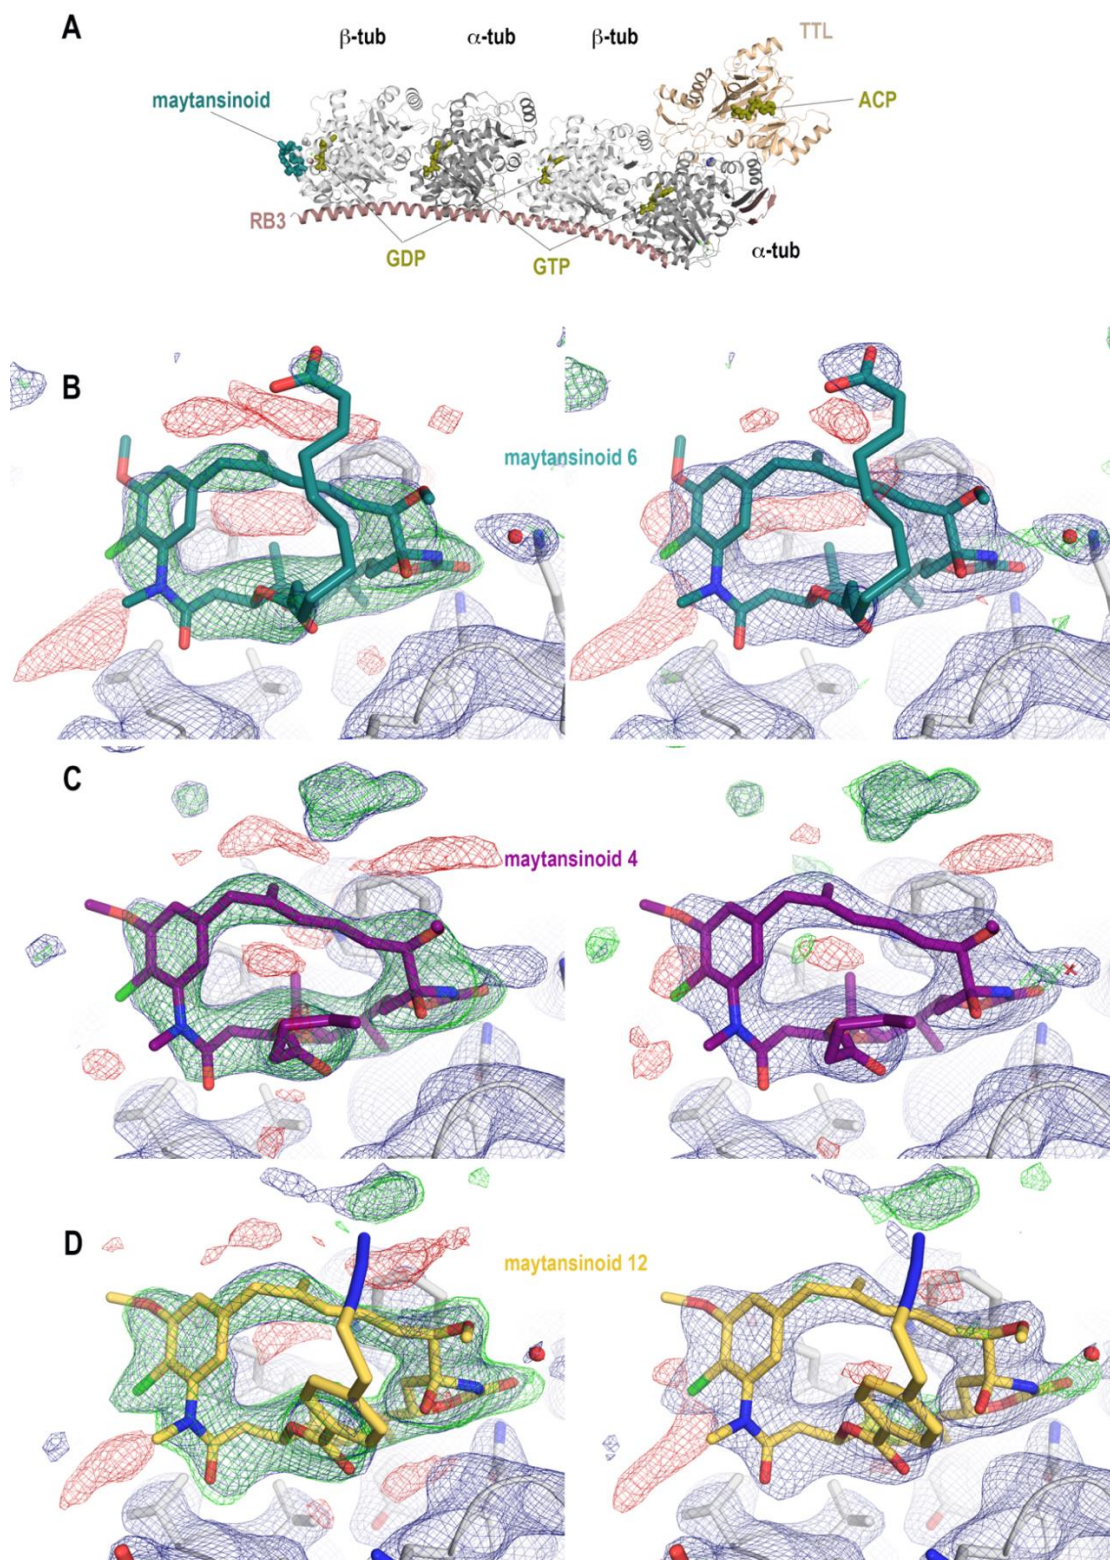 A
β-tub
α-tub
β-tub
TTL
maytansinoid
ACP
RB3
GDP
GTP
α-tub
B
maytansinoid 6
C
maytansinoid 4
D
maytansinoid 12